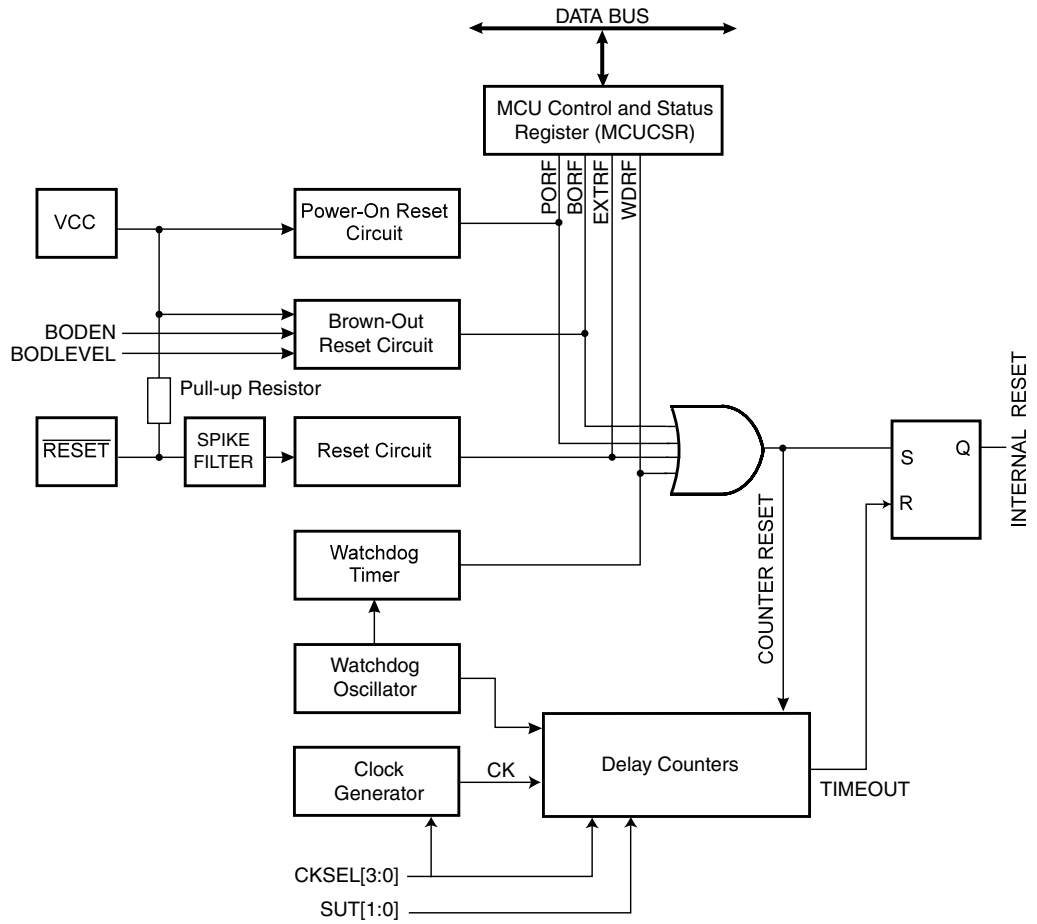 DATA BUS
MCU Control and Status
Register (MCUCSR)
PORF
BORF
EXTRF
WDRF
VCC
Power-On Reset
Circuit
BODEN
BODLEVEL
Brown-Out
Reset Circuit
Pull-up Resistor
RESET
SPIKE
FILTER
Reset Circuit
S
Q
R
INTERNAL RESET
Watchdog
Timer
COUNTER RESET
Watchdog
Oscillator
Clock
Generator
CK
Delay Counters
TIMEOUT
CKSEL[3:0]
SUT[1:0]